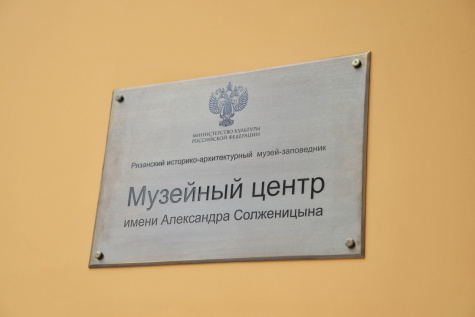 МИНИСТЕРСТВО КУЛЬТУРЫ
РОССИЙСКОЙ ФЕДЕРАЦИИ
Рязанский историко-архитектурный музей-заповедник
Музейный центр
имени Александра Солженицына